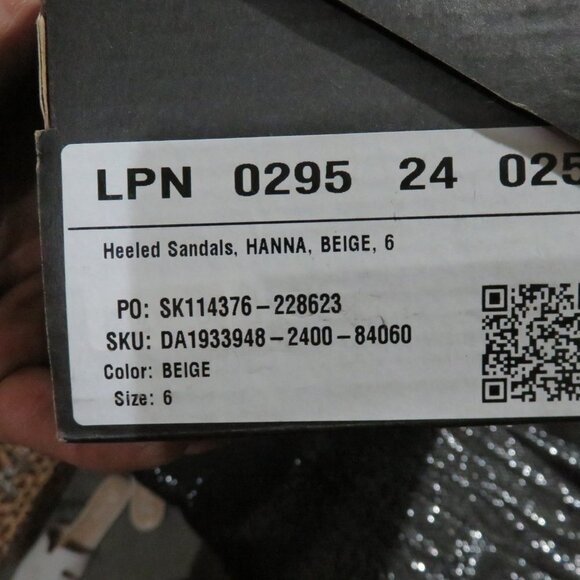 LPN 0295 24 025
Heeled Sandals, HANNA, BEIGE, 6
PO: SK114376-228623
SKU: DA1933948-2400-84060
Color: BEIGE
Size: 6